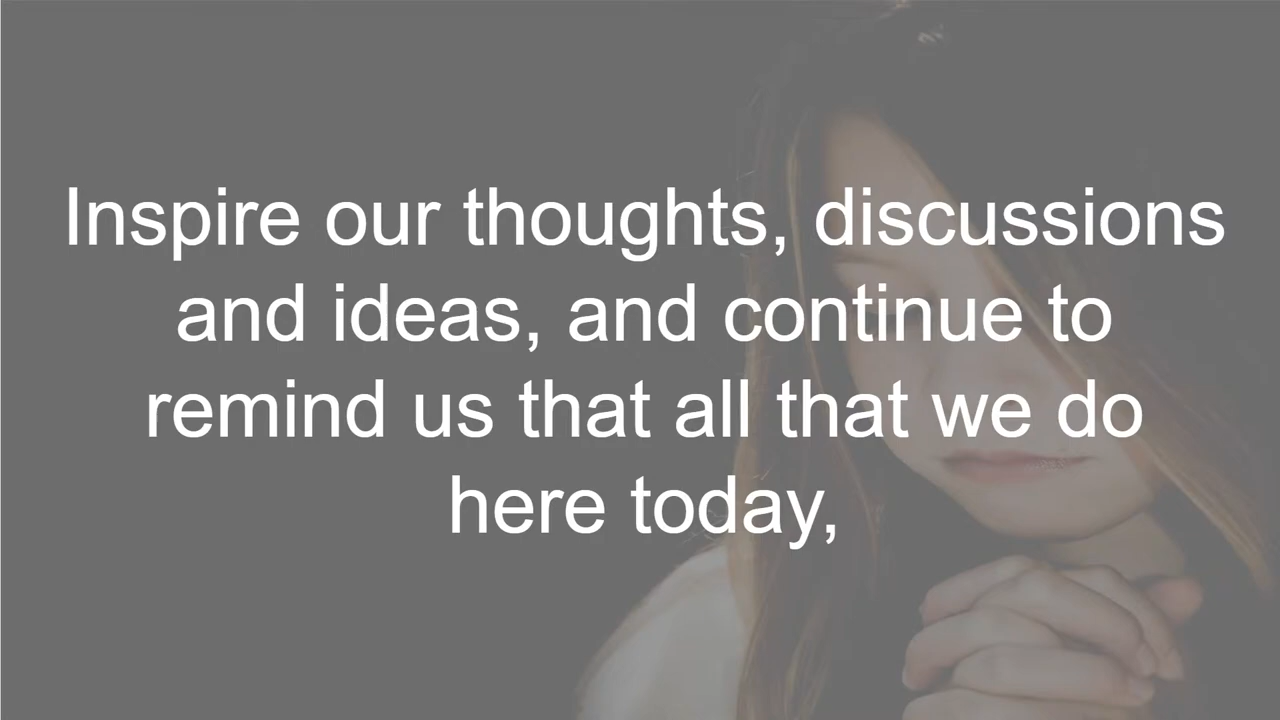 Inspire our thoughts, discussions
and ideas, and continue to
remind us that all that we do
here today,